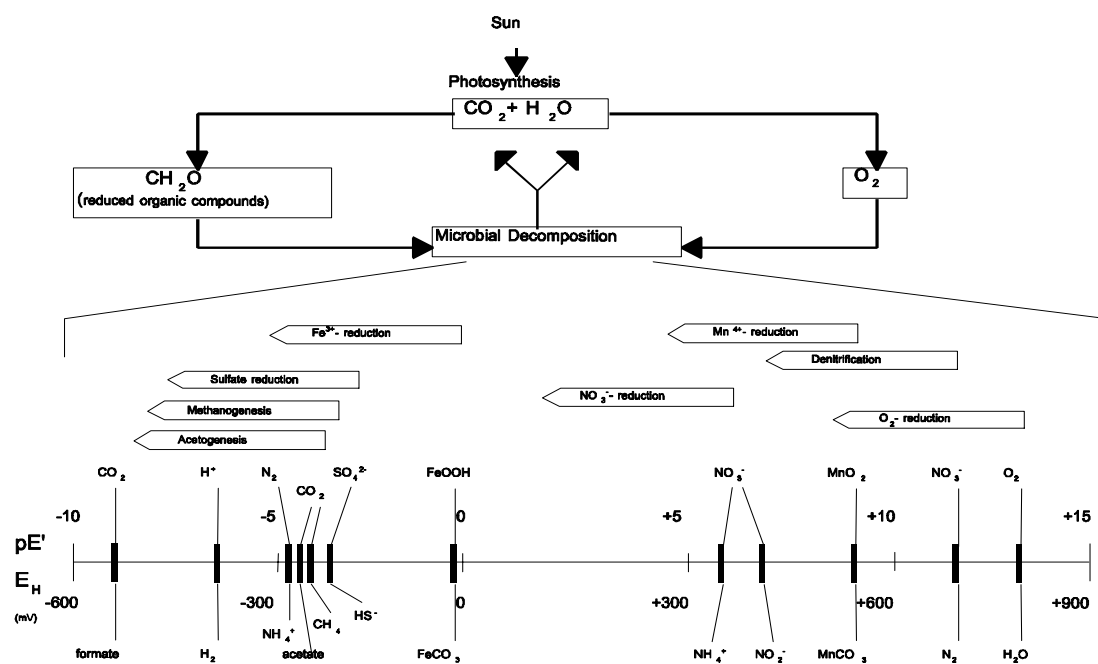 Sun
Photosynthesis
CO₂ + H₂O
CH₂O
(reduced organic compounds)
O₂
Microbial Decomposition
Fe³⁺- reduction
Mn ⁴⁺- reduction
Denitrification
Sulfate reduction
NO₃⁻- reduction
Methanogenesis
O₂- reduction
Acetogenesis
CO₂ H⁺ N₂ SO₄²⁻ FeOOH NO₃⁻ MnO₂ NO₃⁻ O₂
CO₂
-10 -5 0 +5 +10 +15
pE'
E_H
(mV)
-600 -300 0 +300 +600 +900
HS⁻
CH₄
NH₄⁺
formate H₂ acetate FeCO₃ NH₄⁺ NO₂⁻ MnCO₃ N₂ H₂O